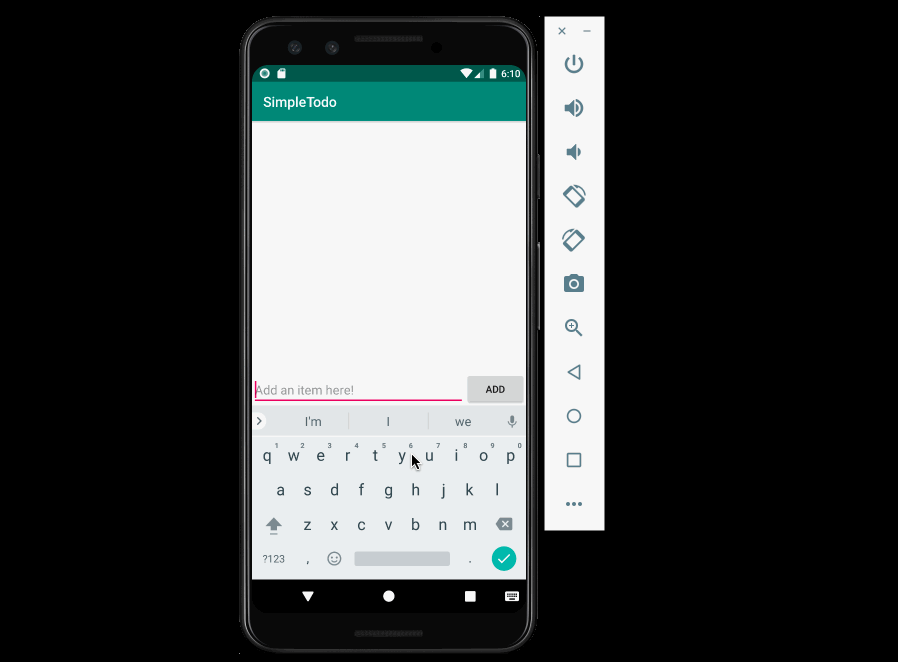 6:10
SimpleTodo
Add an item here! ADD
I'm I we
1 2 3 4 5 6 7 8 9 0
q w e r t y u i o p
a s d f g h j k l
z x c v b n m
?123 , .